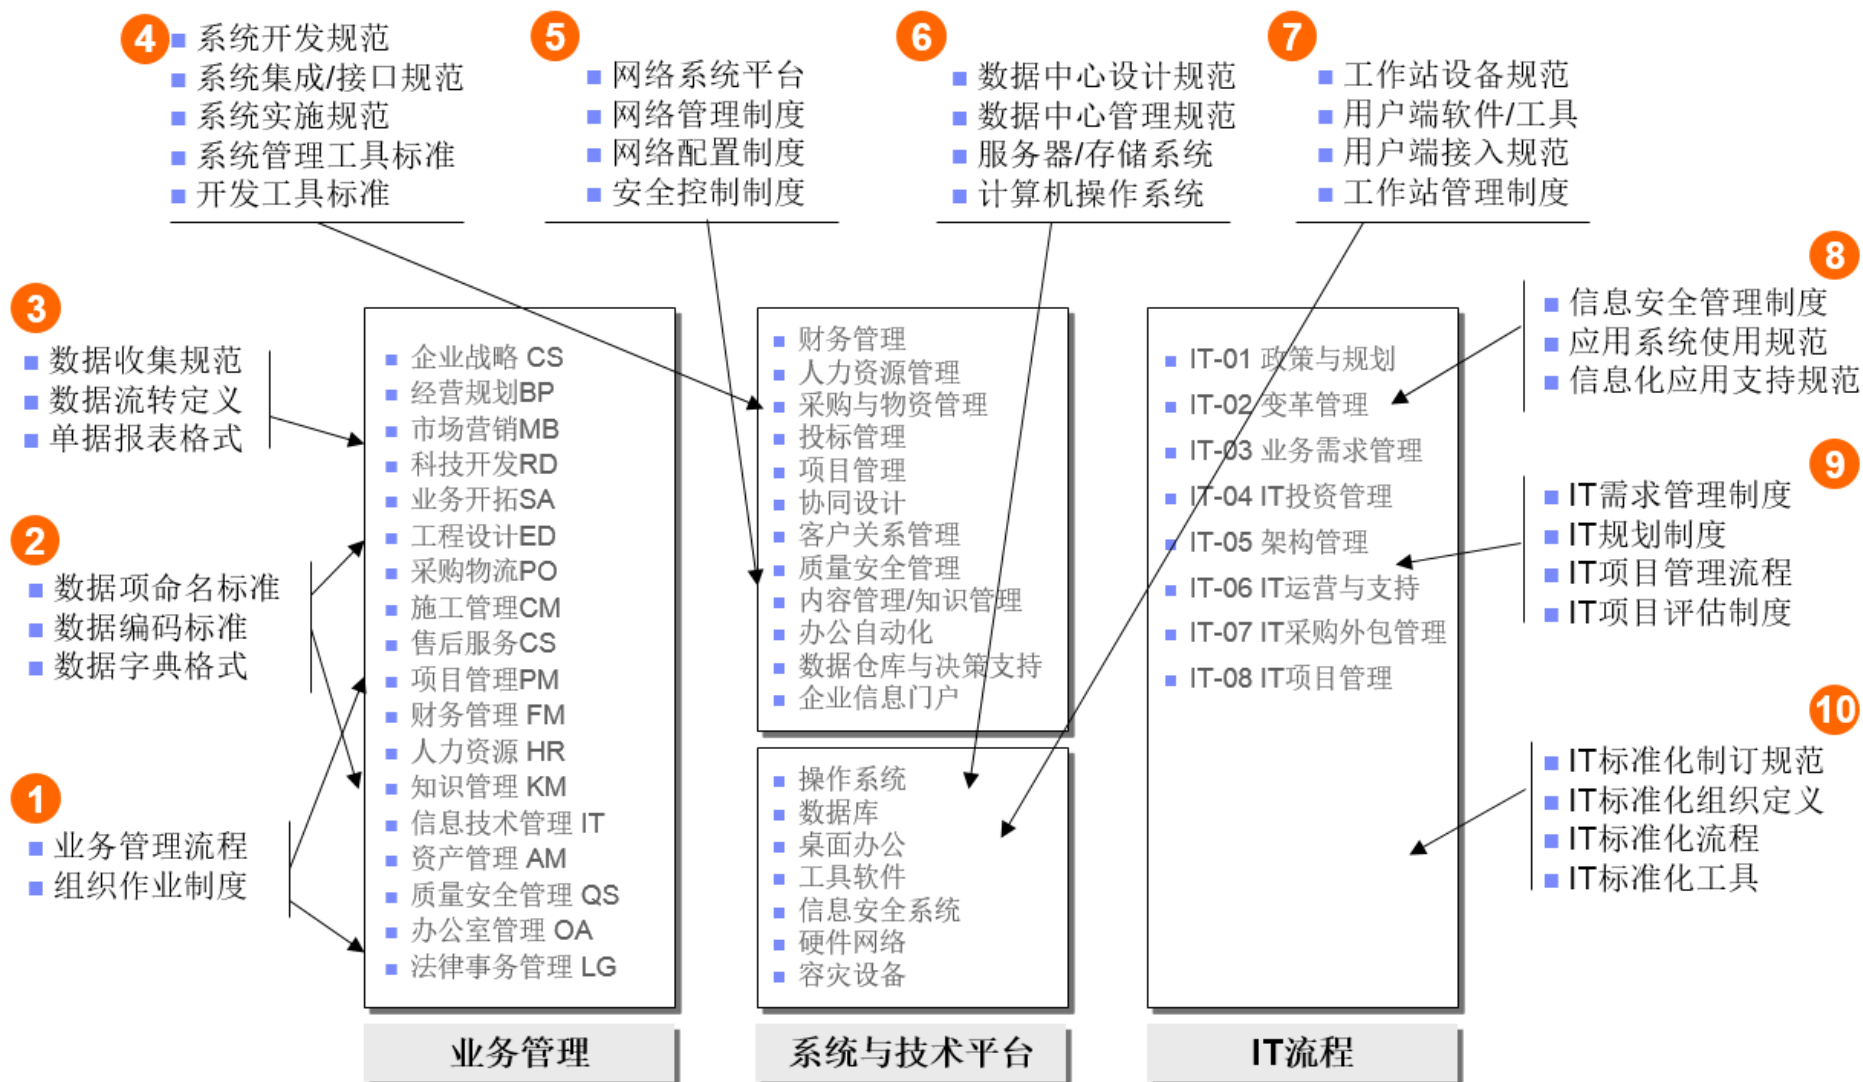 4
系统开发规范
系统集成/接口规范
系统实施规范
系统管理工具标准
开发工具标准
5
网络系统平台
网络管理制度
网络配置制度
安全控制制度
6
数据中心设计规范
数据中心管理规范
服务器/存储系统
计算机操作系统
7
工作站设备规范
用户端软件/工具
用户端接入规范
工作站管理制度
3
数据收集规范
数据流转定义
单据报表格式
2
数据项命名标准
数据编码标准
数据字典格式
1
业务管理流程
组织作业制度
企业战略 CS
经营规划BP
市场营销MB
科技开发RD
业务开拓SA
工程设计ED
采购物流PO
施工管理CM
售后服务CS
项目管理PM
财务管理 FM
人力资源 HR
知识管理 KM
信息技术管理 IT
资产管理 AM
质量安全管理 QS
办公室管理 OA
法律事务管理 LG
业务管理
财务管理
人力资源管理
采购与物资管理
投标管理
项目管理
协同设计
客户关系管理
质量安全管理
内容管理/知识管理
办公自动化
数据仓库与决策支持
企业信息门户
操作系统
数据库
桌面办公
工具软件
信息安全系统
硬件网络
容灾设备
系统与技术平台
IT-01 政策与规划
IT-02 变革管理
IT-03 业务需求管理
IT-04 IT投资管理
IT-05 架构管理
IT-06 IT运营与支持
IT-07 IT采购外包管理
IT-08 IT项目管理
IT流程
8
信息安全管理制度
应用系统使用规范
信息化应用支持规范
9
IT需求管理制度
IT规划制度
IT项目管理流程
IT项目评估制度
10
IT标准化制订规范
IT标准化组织定义
IT标准化流程
IT标准化工具